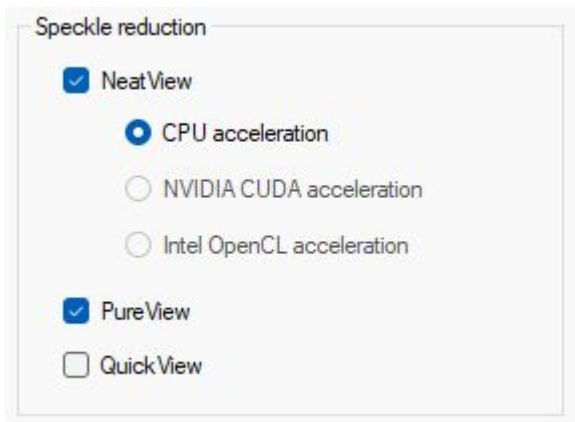 Speckle reduction
NeatView
CPU acceleration
NVIDIA CUDA acceleration
Intel OpenCL acceleration
PureView
QuickView